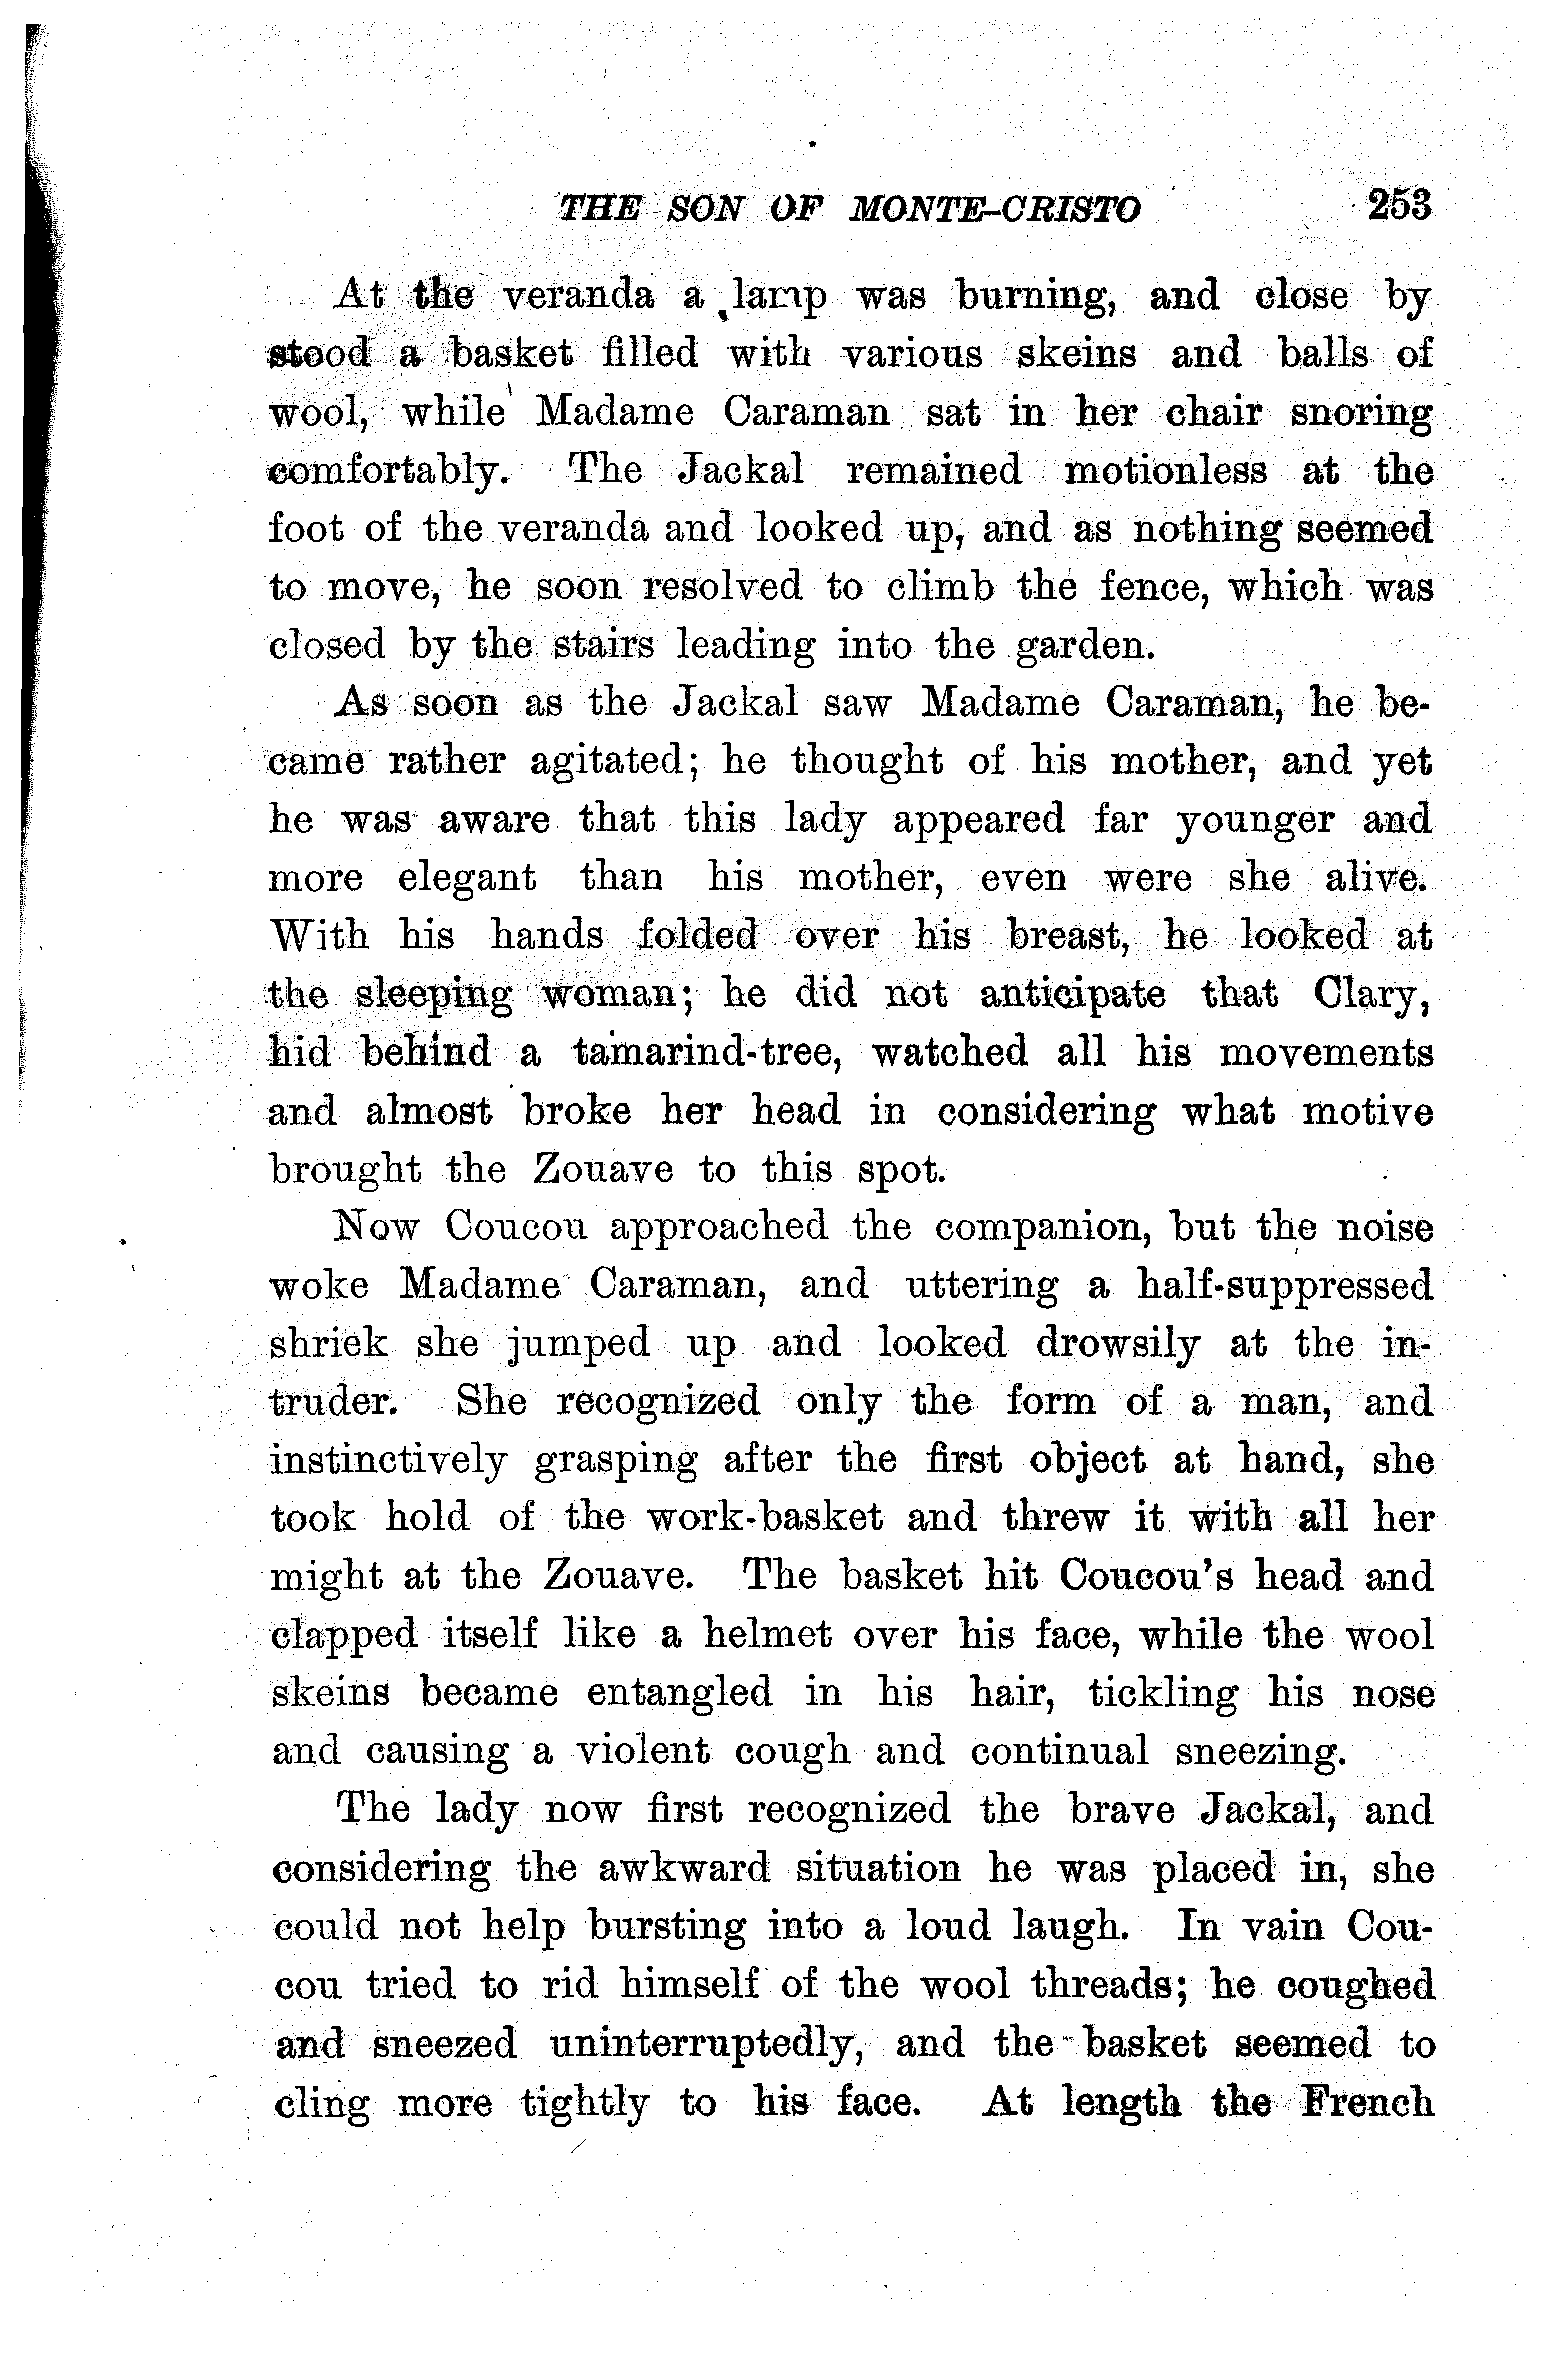 THE SON OF MONTE-CRISTO 253
At the veranda a lamp was burning, and close by
stood a basket filled with various skeins and balls of
wool, while Madame Caraman sat in her chair snoring
comfortably. The Jackal remained motionless at the
foot of the veranda and looked up, and as nothing seemed
to move, he soon resolved to climb the fence, which was
closed by the stairs leading into the garden.
As soon as the Jackal saw Madame Caraman, he be-
came rather agitated; he thought of his mother, and yet
he was aware that this lady appeared far younger and
more elegant than his mother, even were she alive.
With his hands folded over his breast, he looked at
the sleeping woman; he did not anticipate that Clary,
hid behind a tamarind-tree, watched all his movements
and almost broke her head in considering what motive
brought the Zouave to this spot.
Now Coucou approached the companion, but the noise
woke Madame Caraman, and uttering a half-suppressed
shriek she jumped up and looked drowsily at the in-
truder. She recognized only the form of a man, and
instinctively grasping after the first object at hand, she
took hold of the work-basket and threw it with all her
might at the Zouave. The basket hit Coucou's head and
clapped itself like a helmet over his face, while the wool
skeins became entangled in his hair, tickling his nose
and causing a violent cough and continual sneezing.
The lady now first recognized the brave Jackal, and
considering the awkward situation he was placed in, she
could not help bursting into a loud laugh. In vain Cou-
cou tried to rid himself of the wool threads; he coughed
and sneezed uninterruptedly, and the basket seemed to
cling more tightly to his face. At length the French